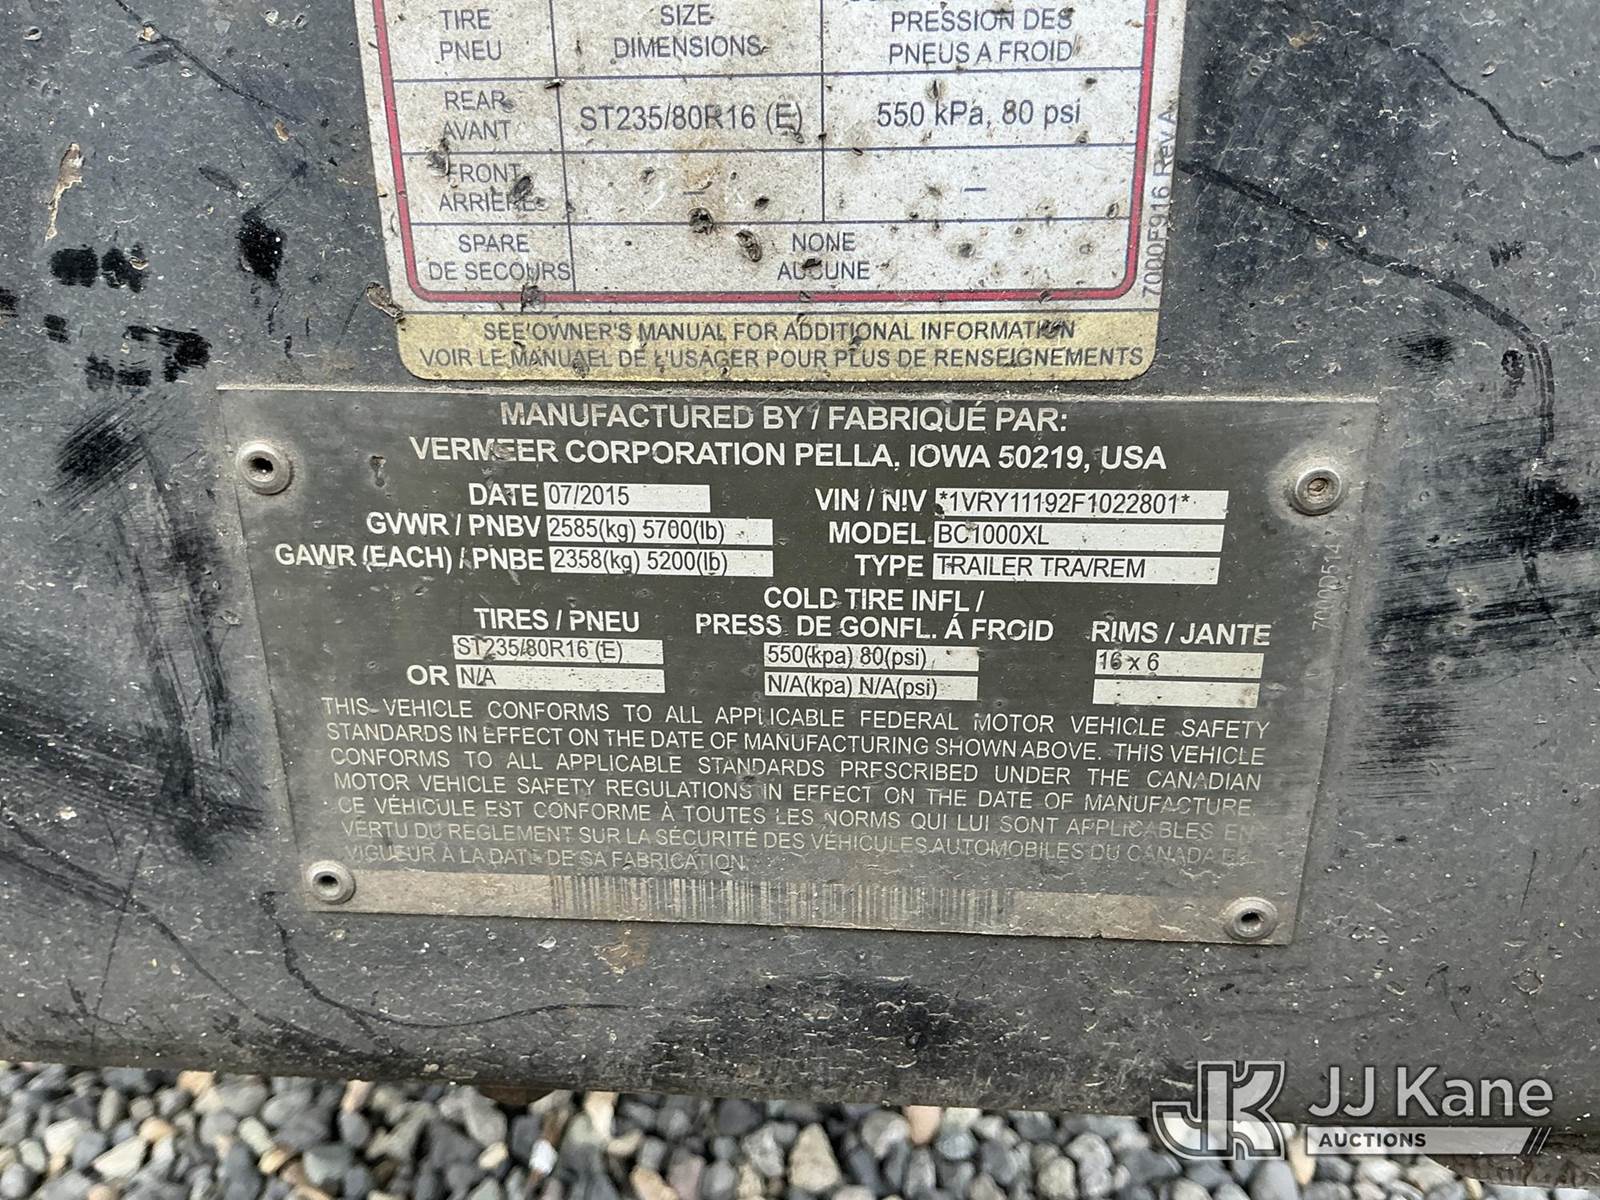 TIRE
PNEU
SIZE
DIMENSIONS
PRESSION DES
PNEUS A FROID
REAR
AVANT
ST235/80R16 (E)
550 kPa, 80 psi
FRONT
ARRIÈRE
–
–
SPARE
DE SECOURS
NONE
AUCUNE
SEE OWNER'S MANUAL FOR ADDITIONAL INFORMATION
VOIR LE MANUAEL DE L'USAGER POUR PLUS DE RENSEIGNEMENTS
7000F916 Rev A
MANUFACTURED BY / FABRIQUÉ PAR:
VERMEER CORPORATION PELLA, IOWA 50219, USA
DATE 07/2015
VIN / NIV *1VRY11192F1022801*
GVWR / PNBV 2585(kg) 5700(lb)
MODEL BC1000XL
GAWR (EACH) / PNBE 2358(kg) 5200(lb)
TYPE TRAILER TRA/REM
TIRES / PNEU
COLD TIRE INFL /
PRESS. DE GONFL. Á FROID
RIMS / JANTE
ST235/80R16 (E)
550(kpa) 80(psi)
16 x 6
OR N/A
N/A(kpa) N/A(psi)
THIS VEHICLE CONFORMS TO ALL APPLICABLE FEDERAL MOTOR VEHICLE SAFETY
STANDARDS IN EFFECT ON THE DATE OF MANUFACTURING SHOWN ABOVE. THIS VEHICLE
CONFORMS TO ALL APPLICABLE STANDARDS PRESCRIBED UNDER THE CANADIAN
MOTOR VEHICLE SAFETY REGULATIONS IN EFFECT ON THE DATE OF MANUFACTURE.
CE VÉHICULE EST CONFORME À TOUTES LES NORMS QUI LUI SONT APPLICABLES EN
VERTU DU REGLEMENT SUR LA SÉCURITÉ DES VÉHICULES AUTOMOBILES DU CANADA EN
VIGUEUR À LA DATE DE SA FABRICATION.
JK
JJ Kane
AUCTIONS